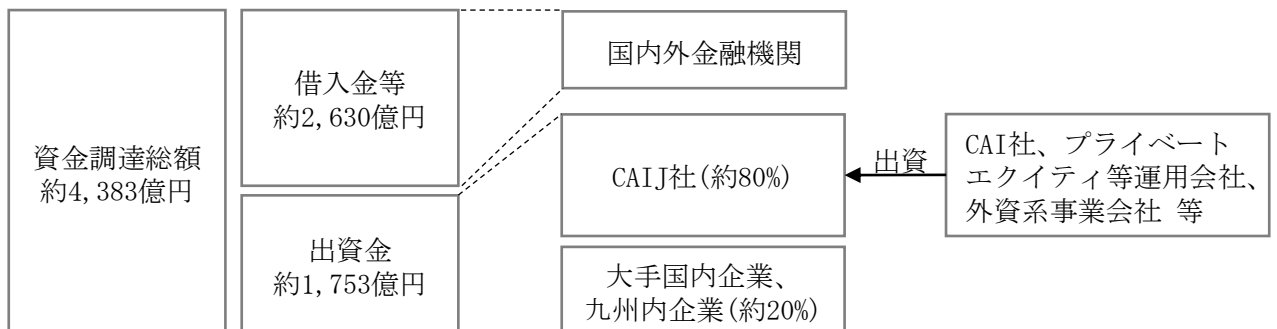 資金調達総額
約4,383億円
借入金等
約2,630億円
出資金
約1,753億円
国内外金融機関
CAIJ社(約80%)
大手国内企業、
九州内企業(約20%)
出資
CAI社、プライベート
エクイティ等運用会社、
外資系事業会社 等